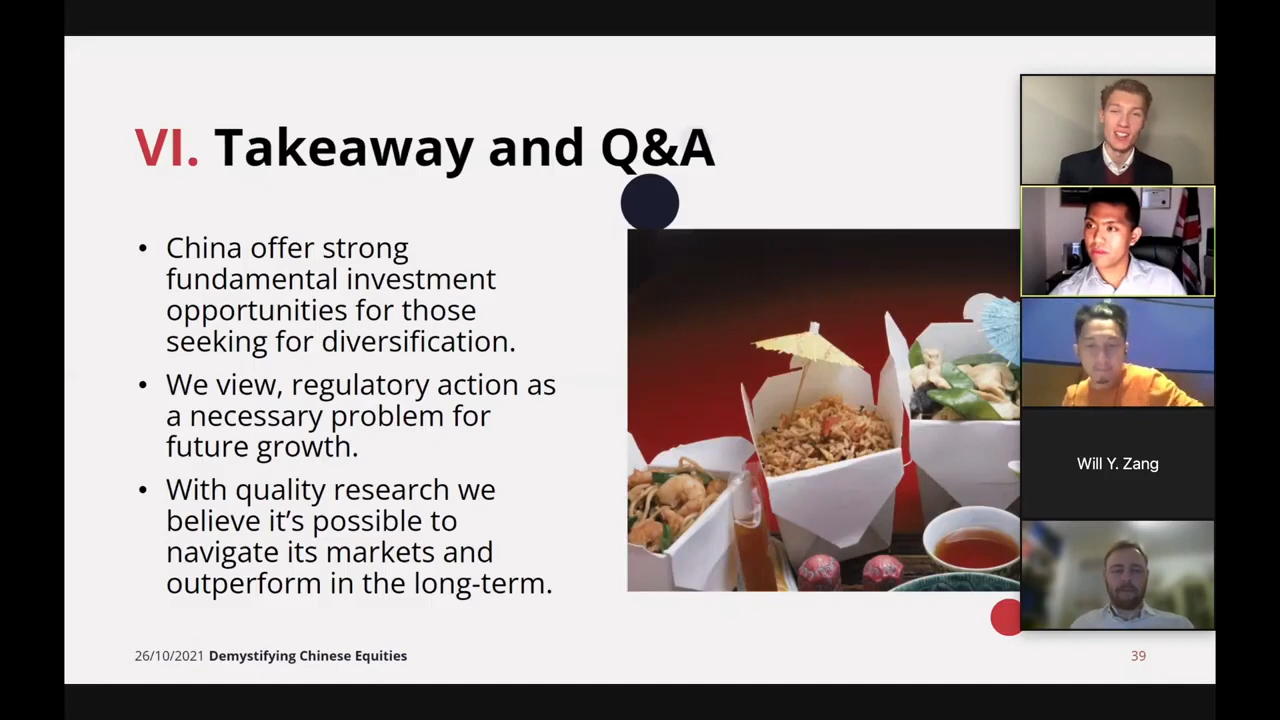 VI. Takeaway and Q&A
• China offer strong
fundamental investment
opportunities for those
seeking for diversification.
• We view, regulatory action as
a necessary problem for
future growth.
• With quality research we
believe it’s possible to
navigate its markets and
outperform in the long-term.
Will Y. Zang
26/10/2021 Demystifying Chinese Equities
39